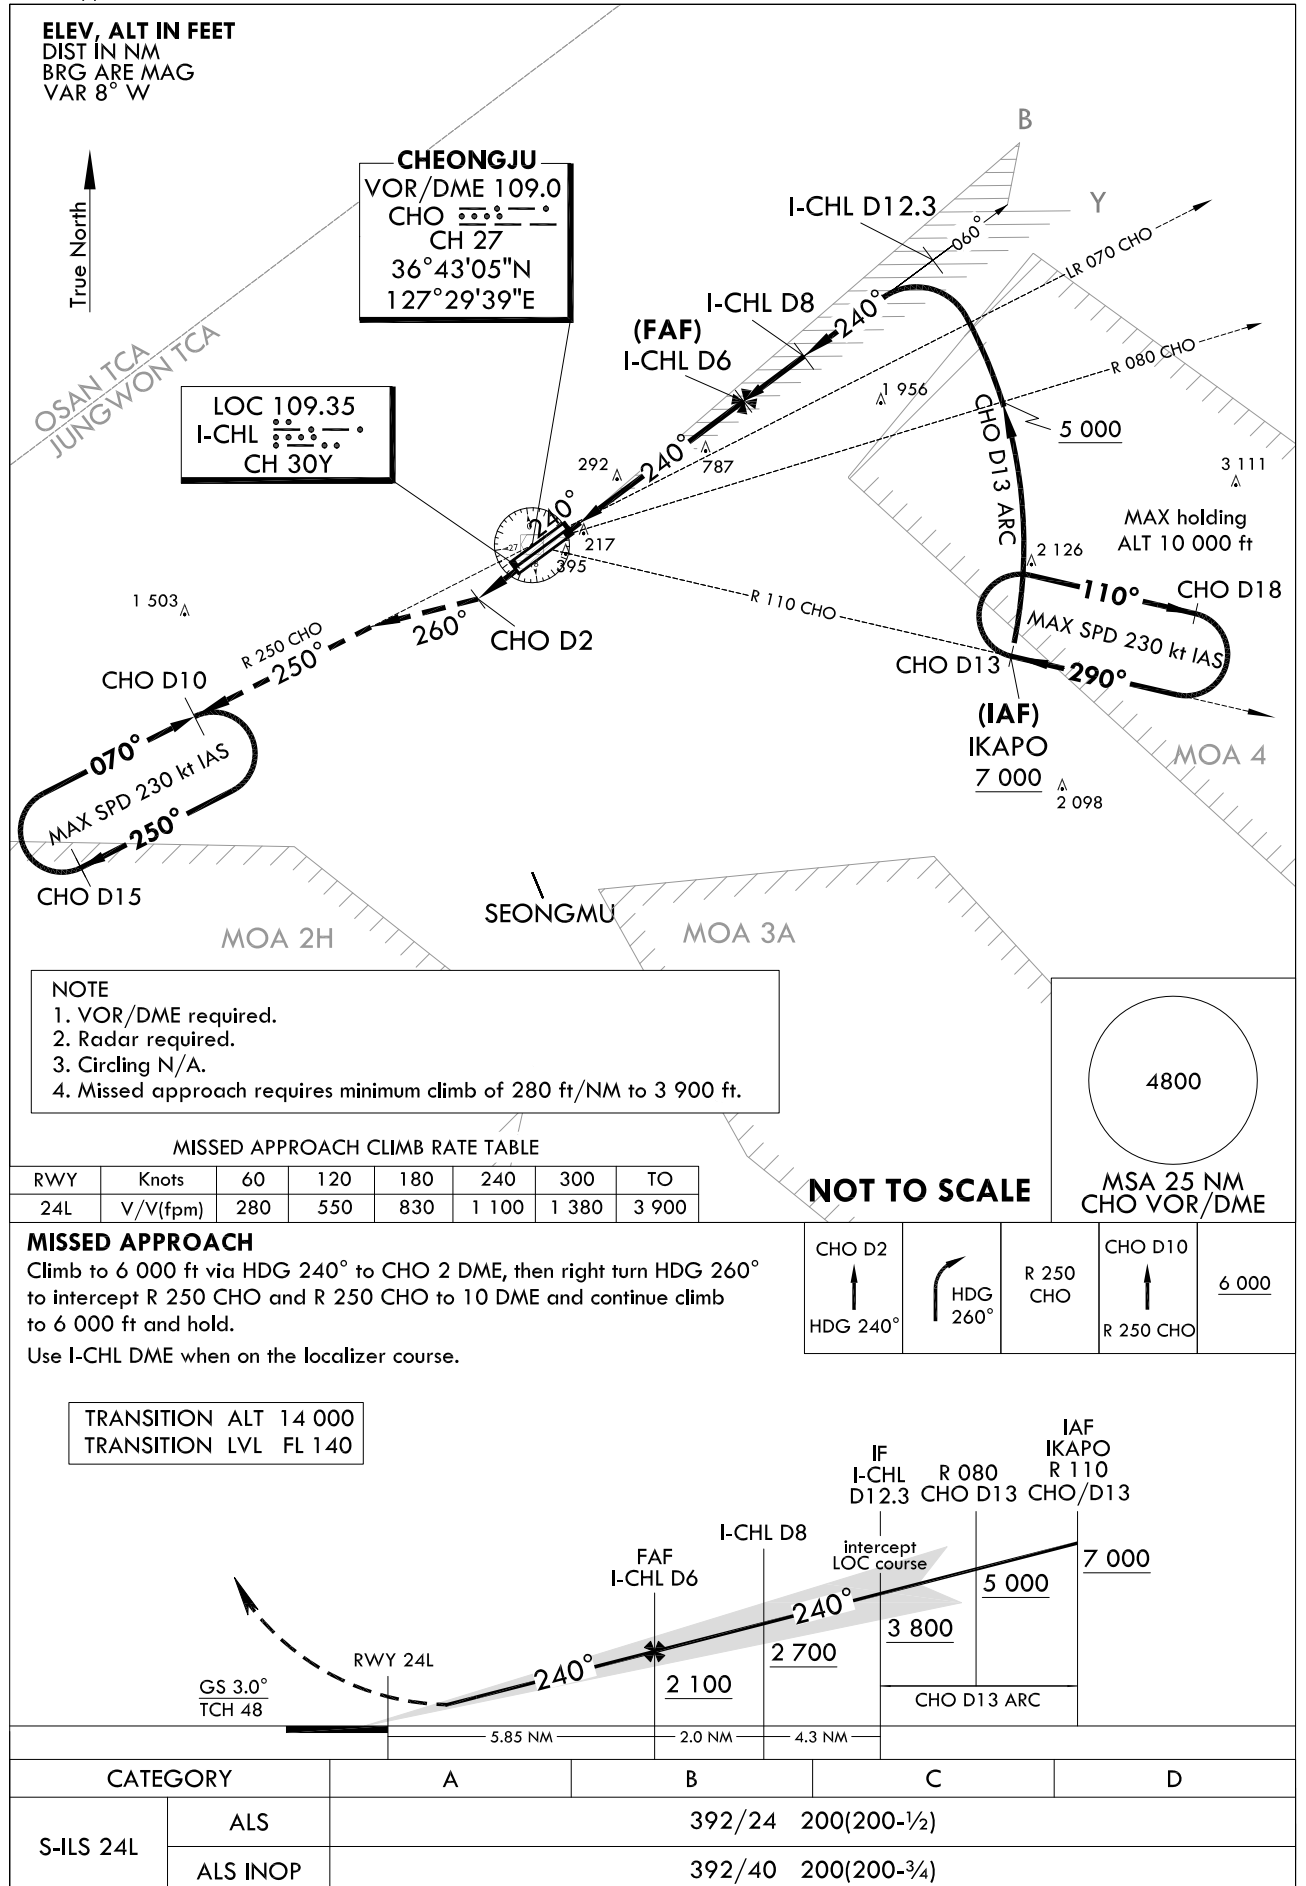 ELEV, ALT IN FEET
DIST IN NM
BRG ARE MAG
VAR 8° W
True North
CHEONGJU
VOR/DME 109.0
CHO
CH 27
36°43'05"N
127°29'39"E
B
Y
I-CHL D12.3
060°
LR 070 CHO
I-CHL D8
240°
(FAF)
I-CHL D6
R 080 CHO
OSAN TCA
JUNGWON TCA
LOC 109.35
I-CHL
CH 30Y
1 956
5 000
CHO D13 ARC
240°
787
292
3 111
MAX holding
ALT 10 000 ft
240°
27
217
395
2 126
1 503
R 110 CHO
110°
CHO D18
MAX SPD 230 kt IAS
290°
260°
CHO D2
R 250 CHO
250°
CHO D13
CHO D10
(IAF)
IKAPO
7 000
2 098
MOA 4
070°
MAX SPD 230 kt IAS
250°
CHO D15
SEONGMU
MOA 2H
MOA 3A
NOTE
1. VOR/DME required.
2. Radar required.
3. Circling N/A.
4. Missed approach requires minimum climb of 280 ft/NM to 3 900 ft.
4800
MSA 25 NM
CHO VOR/DME
MISSED APPROACH CLIMB RATE TABLE
RWY Knots 60 120 180 240 300 TO
24L V/V(fpm) 280 550 830 1 100 1 380 3 900
NOT TO SCALE
MISSED APPROACH
Climb to 6 000 ft via HDG 240° to CHO 2 DME, then right turn HDG 260°
to intercept R 250 CHO and R 250 CHO to 10 DME and continue climb
to 6 000 ft and hold.
Use I-CHL DME when on the localizer course.
CHO D2
HDG 240°
HDG
260°
R 250
CHO
CHO D10
R 250 CHO
6 000
TRANSITION ALT 14 000
TRANSITION LVL FL 140
IAF
IKAPO
R 110
CHO/D13
R 080
CHO D13
IF
I-CHL
D12.3
I-CHL D8
FAF
I-CHL D6
intercept
LOC course
7 000
5 000
3 800
2 700
2 100
240°
240°
RWY 24L
GS 3.0°
TCH 48
CHO D13 ARC
5.85 NM 2.0 NM 4.3 NM
CATEGORY A B C D
S-ILS 24L
ALS 392/24 200(200-½)
ALS INOP 392/40 200(200-¾)